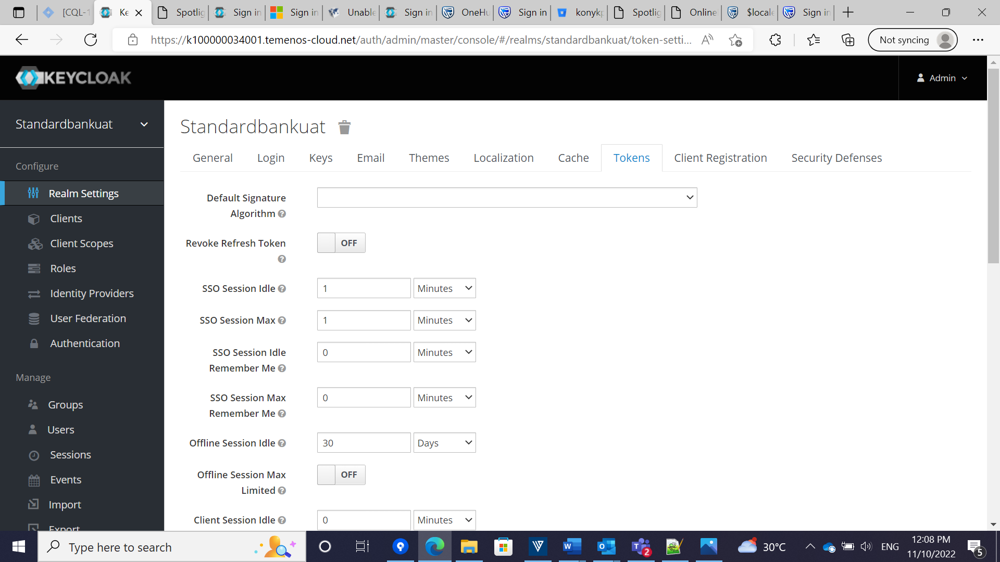 [CQL-1
Ke
Spotlig
Sign in
Sign in
Unable
Sign in
OneHu
Sign in
konykp
Spotlig
Online
$locale
Sign in
https://k100000034001.temenos-cloud.net/auth/admin/master/console/#/realms/standardbankuat/token-setti...
Not syncing
KEYCLOAK
Admin
Standardbankuat
Configure
Realm Settings
Clients
Client Scopes
Roles
Identity Providers
User Federation
Authentication
Manage
Groups
Users
Sessions
Events
Import
Export
Standardbankuat
General Login Keys Email Themes Localization Cache Tokens Client Registration Security Defenses
Default Signature
Algorithm
Revoke Refresh Token
OFF
SSO Session Idle 1 Minutes
SSO Session Max 1 Minutes
SSO Session Idle
Remember Me
0 Minutes
SSO Session Max
Remember Me
0 Minutes
Offline Session Idle 30 Days
Offline Session Max
Limited
OFF
Client Session Idle 0 Minutes
Type here to search
2
30°C
ENG
12:08 PM
11/10/2022
5